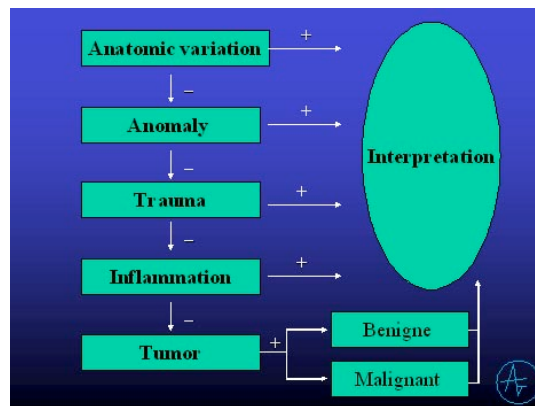 Anatomic variation
+
−
Anomaly
+
−
Interpretation
Trauma
+
−
Inflammation
+
−
Tumor
+
Benigne
Malignant